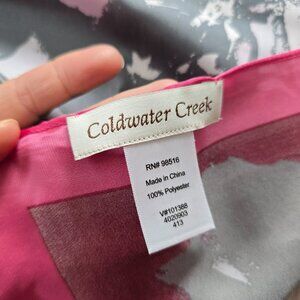 Coldwater Creek
RN# 98516
Made in China
100% Polyester
V#101388
4020903
413